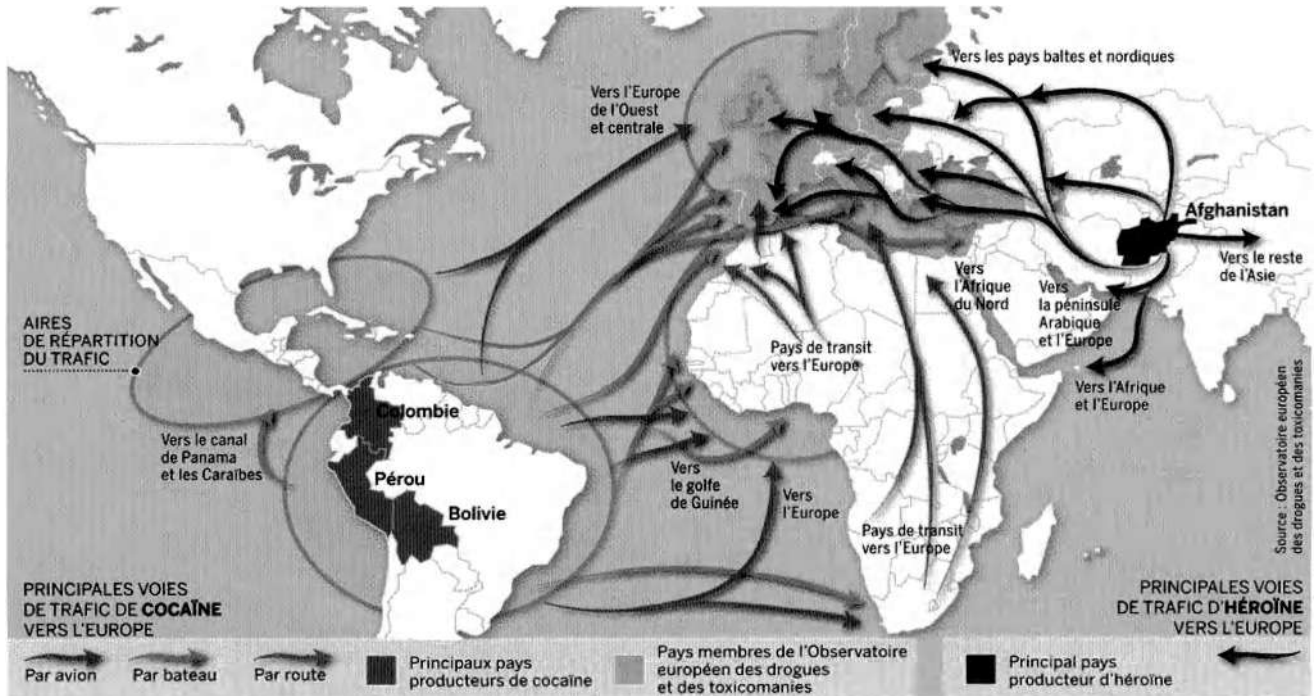 Vers les pays baltes et nordiques
Vers l'Europe
de l'Ouest
et centrale
Afghanistan
Vers le reste
de l'Asie
Vers
l'Afrique
du Nord
Vers
la péninsule
Arabique
et l'Europe
AIRES
DE RÉPARTITION
DU TRAFIC
Pays de transit
vers l'Europe
Vers l'Afrique
et l'Europe
Colombie
Vers le canal
de Panama
et les Caraïbes
Pérou
Bolivie
Vers
le golfe
de Guinée
Vers
l'Europe
Pays de transit
vers l'Europe
Source : Observatoire européen
des drogues et des toxicomanies
PRINCIPALES VOIES
DE TRAFIC DE COCAÏNE
VERS L'EUROPE
PRINCIPALES VOIES
DE TRAFIC D'HÉROÏNE
VERS L'EUROPE
Par avion
Par bateau
Par route
Principaux pays
producteurs de cocaïne
Pays membres de l'Observatoire
européen des drogues
et des toxicomanies
Principal pays
producteur d'héroïne